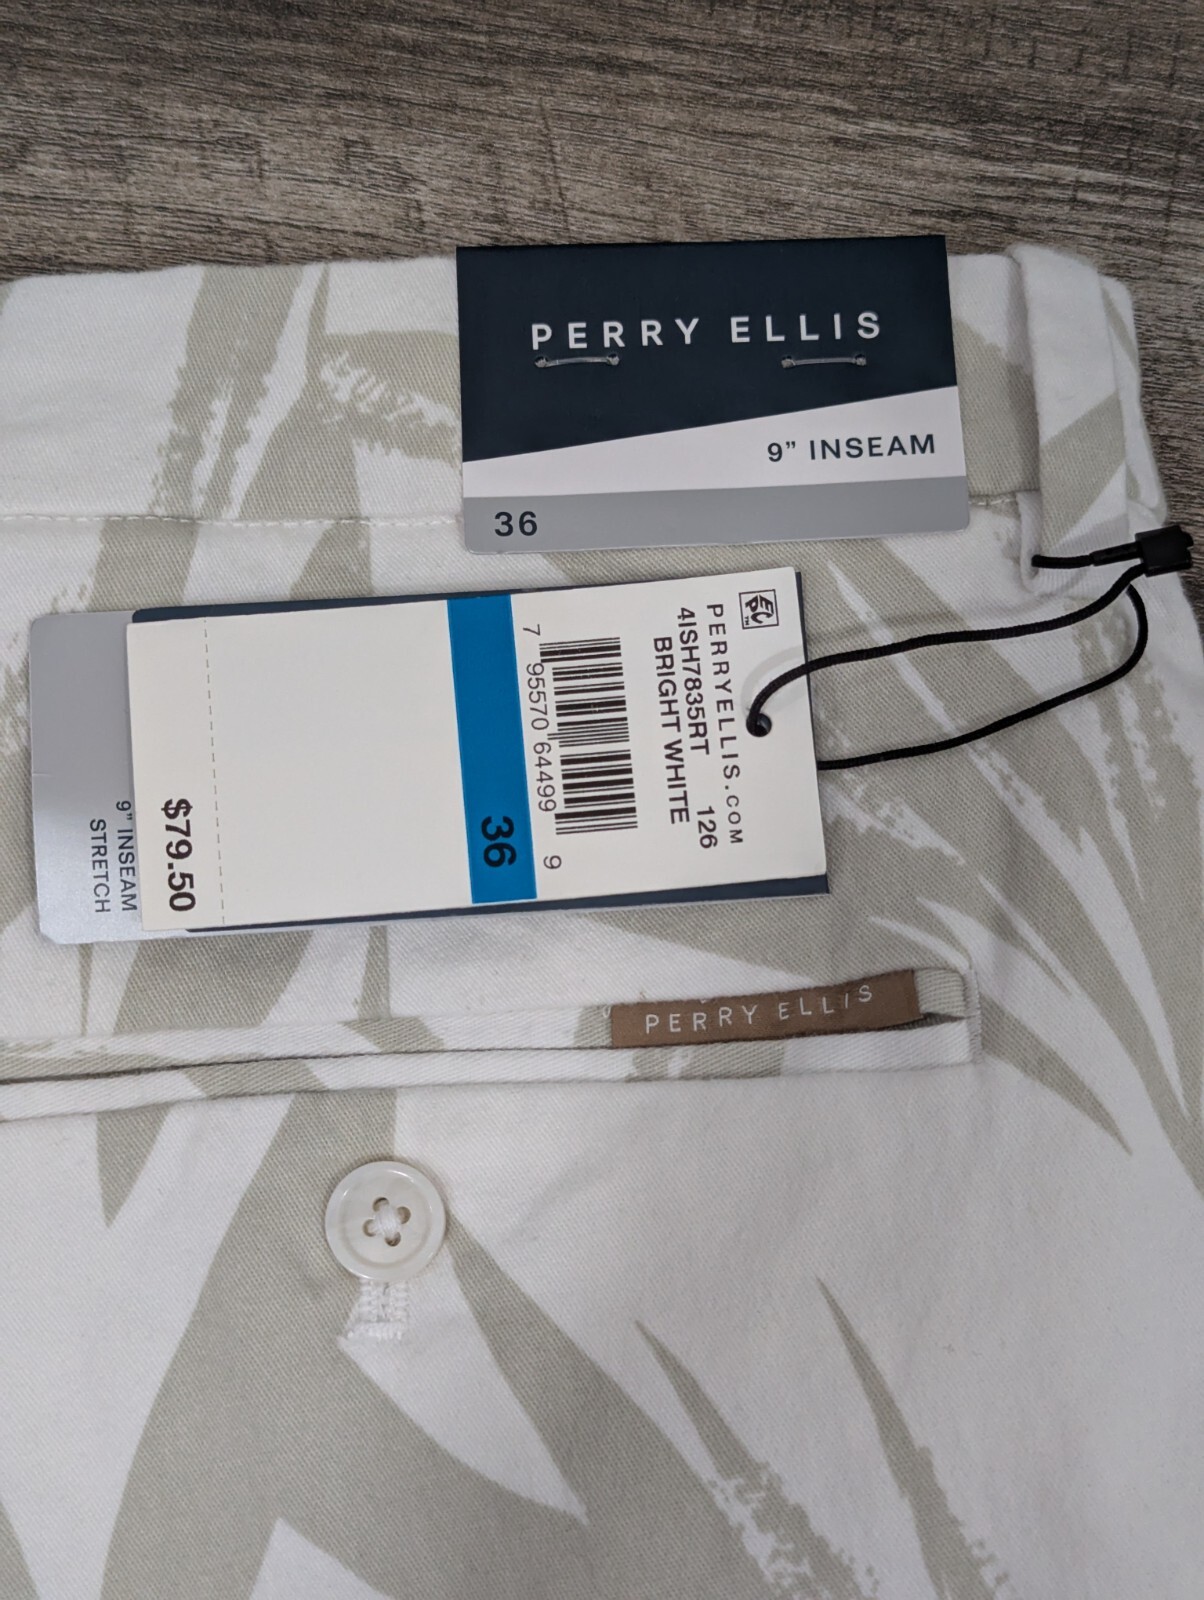 PERRY ELLIS
9” INSEAM
36
PERRYELLIS.COM
4ISH7835RT 126
BRIGHT WHITE
7 95570 64499 9
36
$79.50
9” INSEAM
STRETCH
PERRY ELLIS